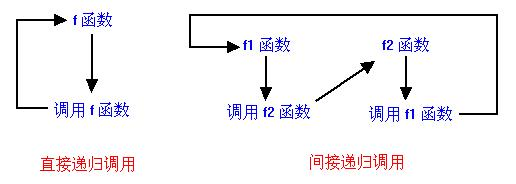 f 函数
调用 f 函数
直接递归调用
f1 函数
f2 函数
调用 f2 函数
调用 f1 函数
间接递归调用